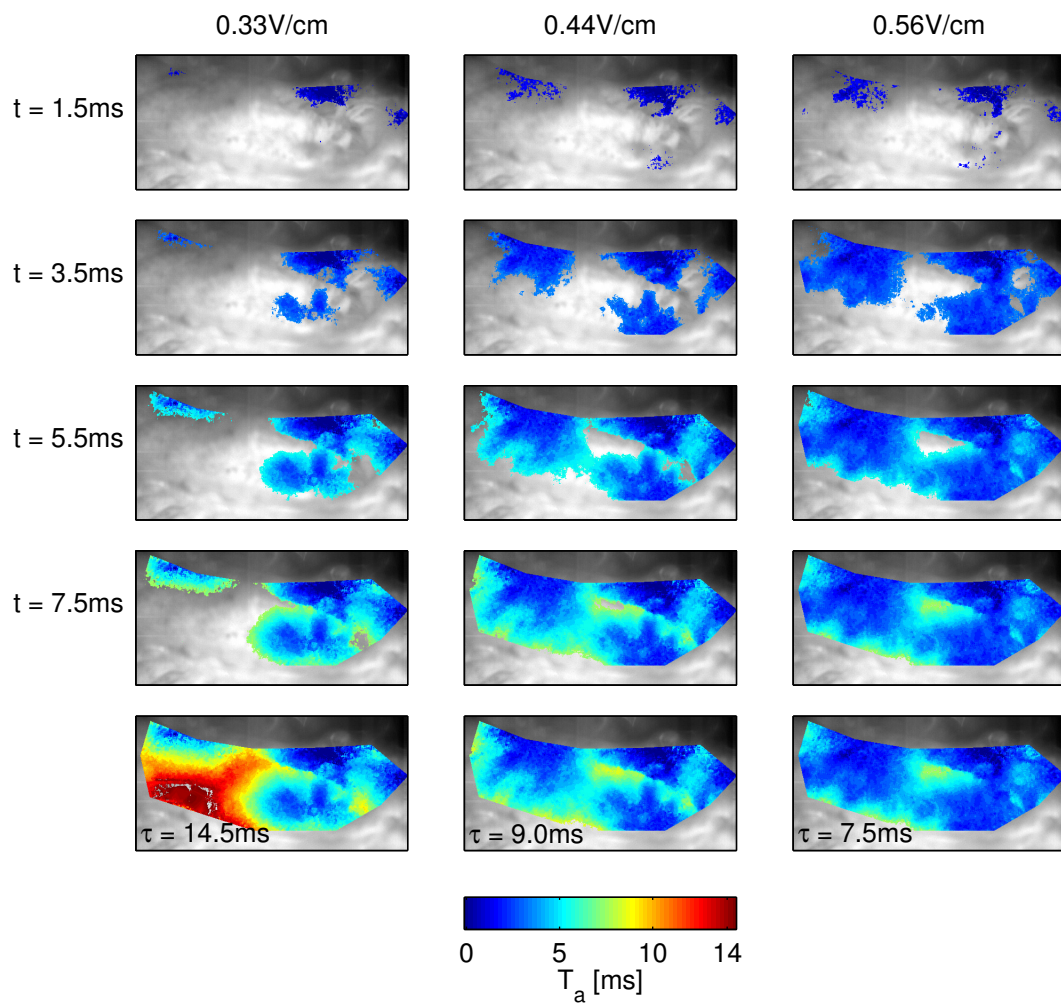 0.33V/cm 0.44V/cm 0.56V/cm
t = 1.5ms
t = 3.5ms
t = 5.5ms
t = 7.5ms
τ = 14.5ms τ = 9.0ms τ = 7.5ms
0 5 10 14
T_a [ms]